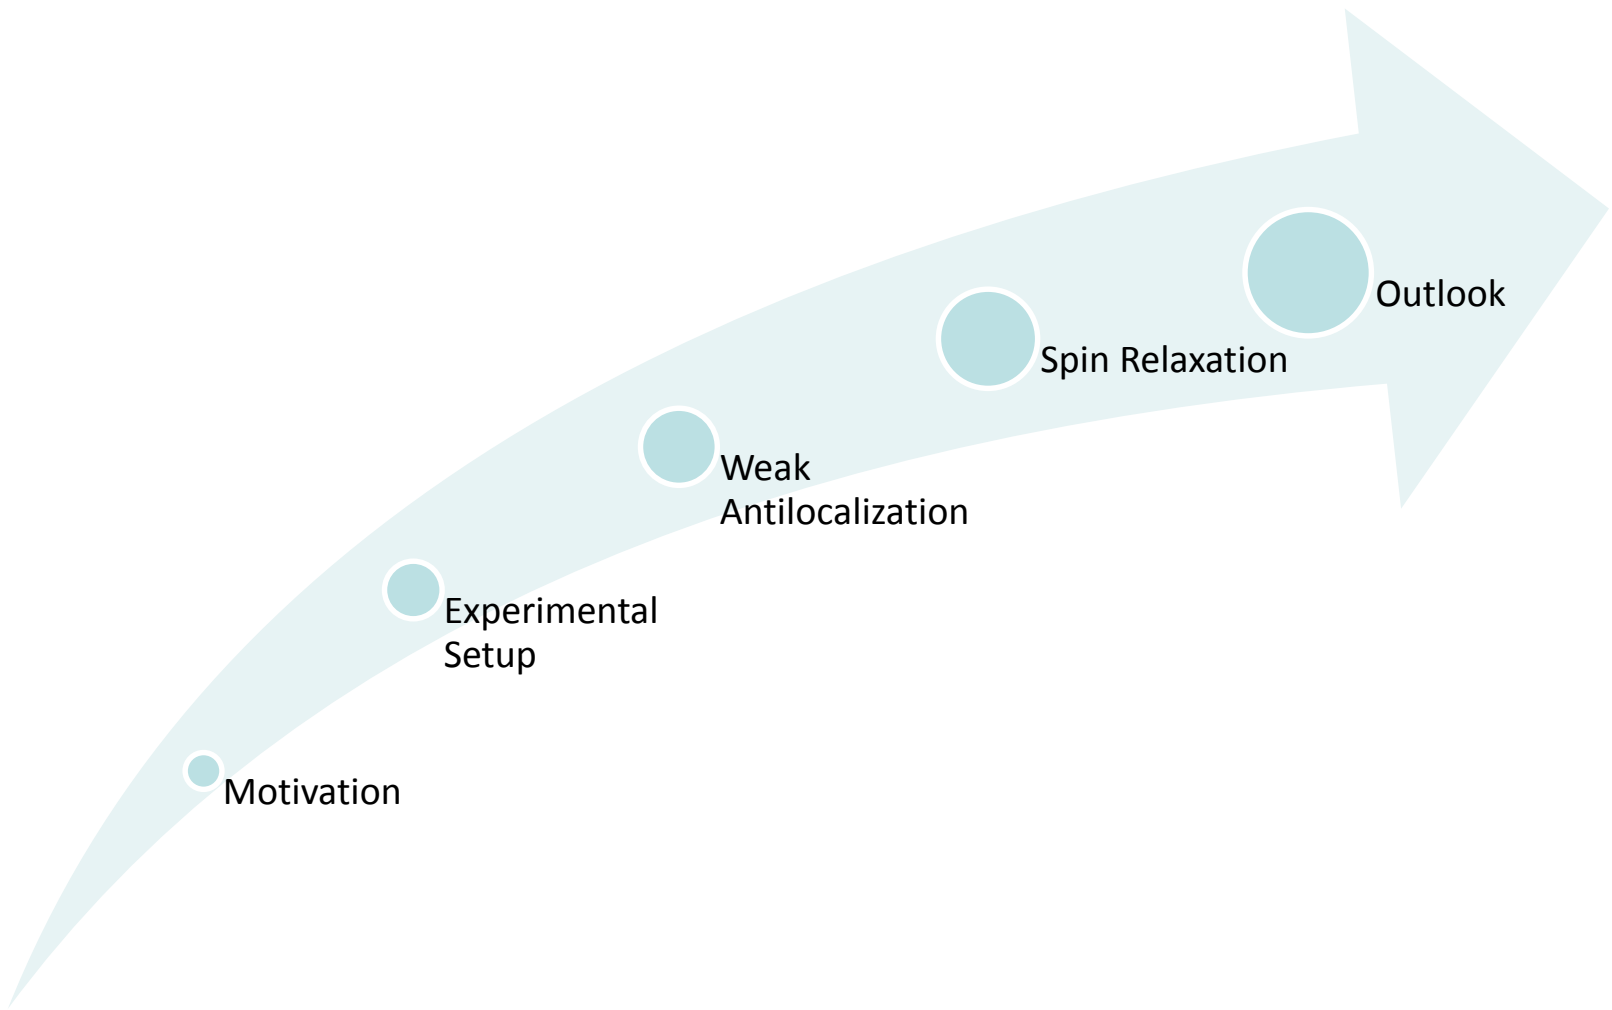 Motivation
Experimental
Setup
Weak
Antilocalization
Spin Relaxation
Outlook